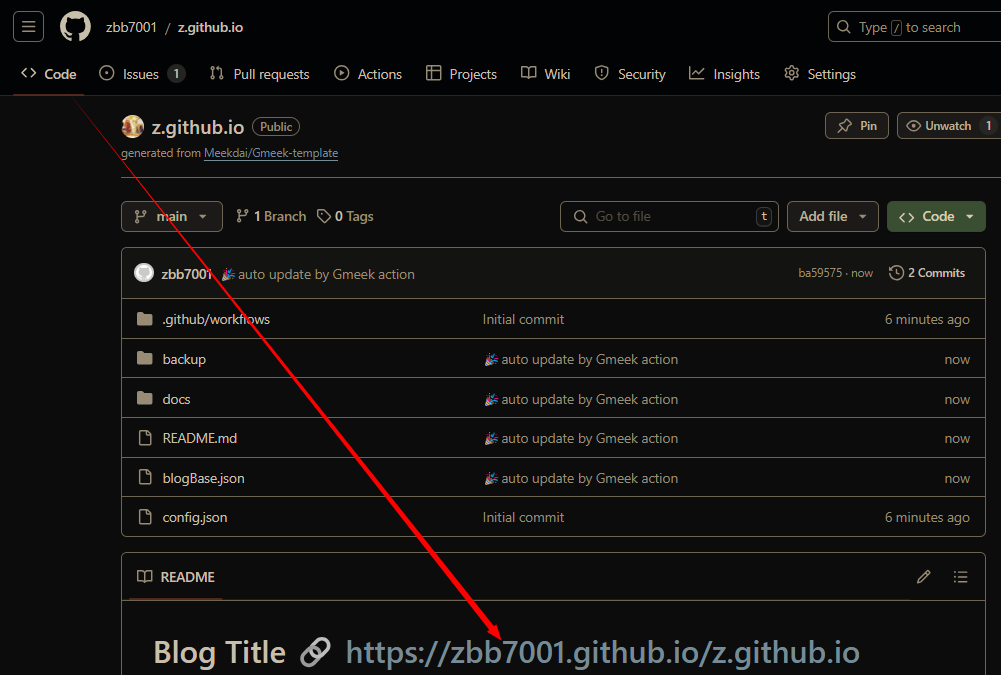 zbb7001 / z.github.io
Type / to search
Code Issues 1 Pull requests Actions Projects Wiki Security Insights Settings
z.github.io Public
Pin Unwatch 1
generated from Meekdai/Gmeek-template
main 1 Branch 0 Tags Go to file t Add file Code
zbb7001 🎉 auto update by Gmeek action ba59575 · now 2 Commits
.github/workflows Initial commit 6 minutes ago
backup 🎉 auto update by Gmeek action now
docs 🎉 auto update by Gmeek action now
README.md 🎉 auto update by Gmeek action now
blogBase.json 🎉 auto update by Gmeek action now
config.json Initial commit 6 minutes ago
README
Blog Title 🔗 https://zbb7001.github.io/z.github.io